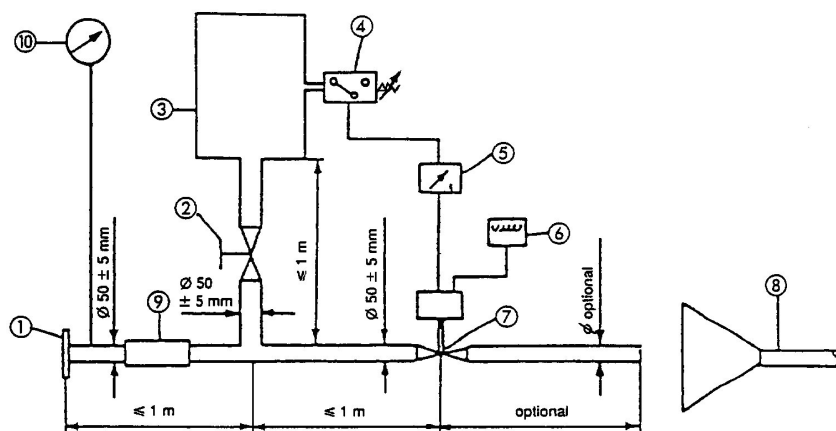 10
4
3
5
2
6
≤ 1 m
Ø 50 ± 5 mm
Ø 50
± 5 mm
Ø 50 ± 5 mm
Ø optional
8
1
9
7
≤ 1 m
≤ 1 m
optional